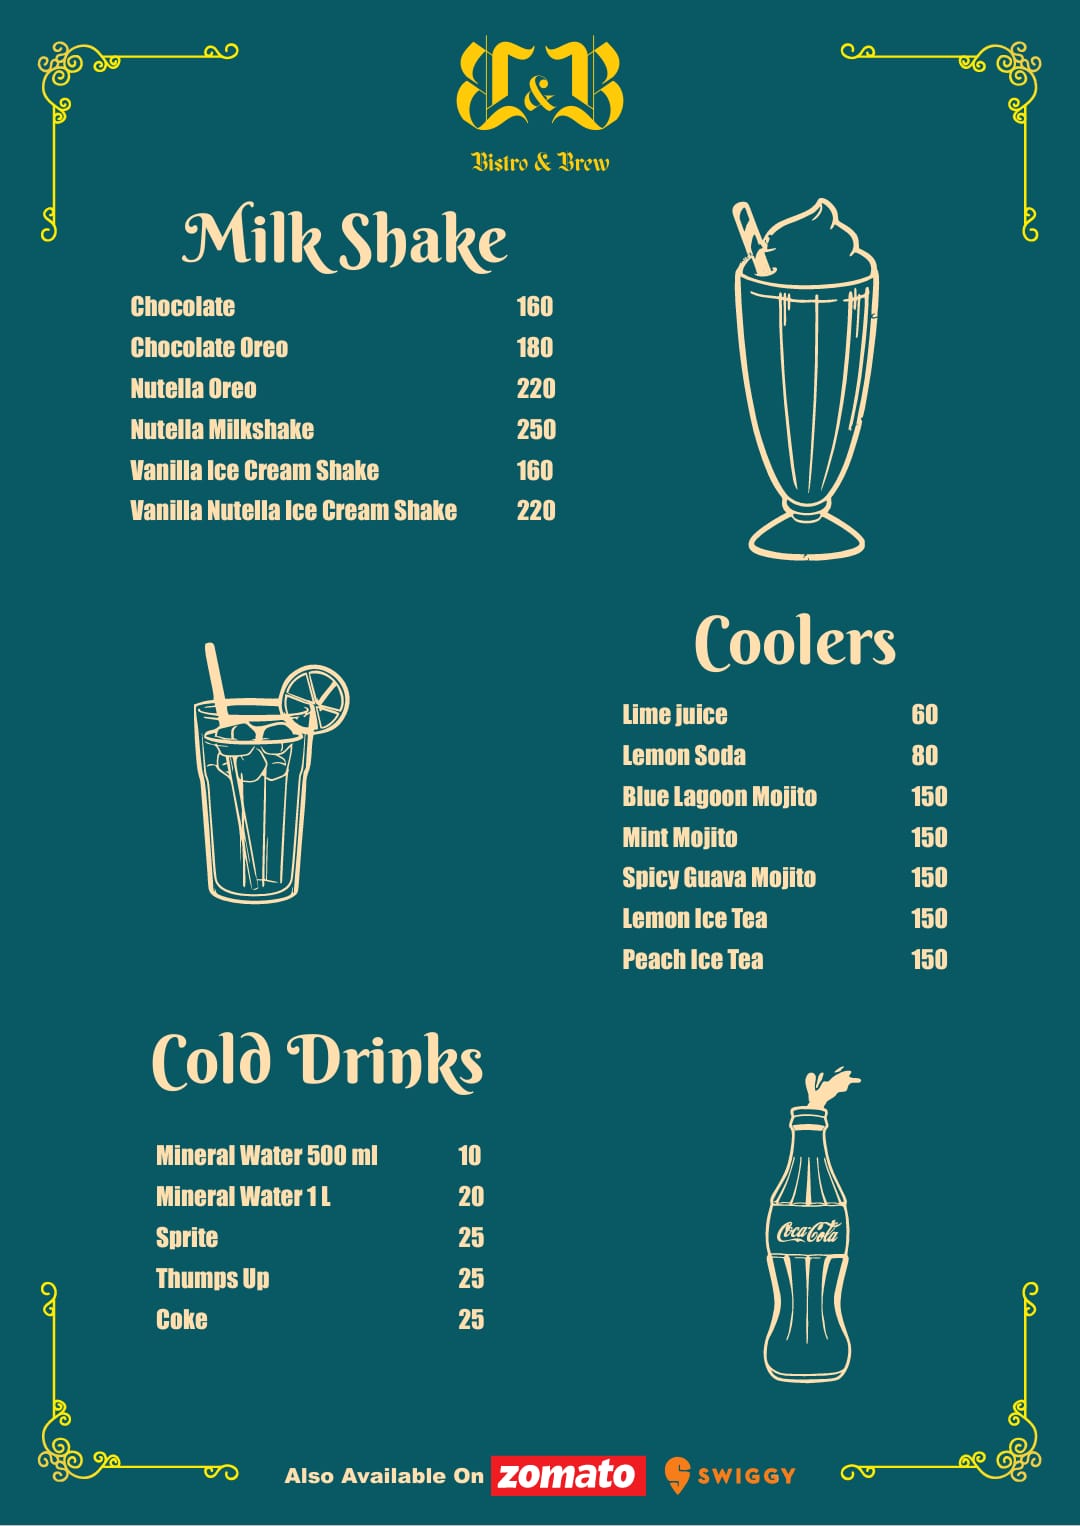 B&B
Bistro & Brew
Milk Shake
Chocolate 160
Chocolate Oreo 180
Nutella Oreo 220
Nutella Milkshake 250
Vanilla Ice Cream Shake 160
Vanilla Nutella Ice Cream Shake 220
Coolers
Lime juice 60
Lemon Soda 80
Blue Lagoon Mojito 150
Mint Mojito 150
Spicy Guava Mojito 150
Lemon Ice Tea 150
Peach Ice Tea 150
Cold Drinks
Mineral Water 500 ml 10
Mineral Water 1 L 20
Sprite 25
Thumps Up 25
Coke 25
Coca-Cola
Also Available On zomato SWIGGY